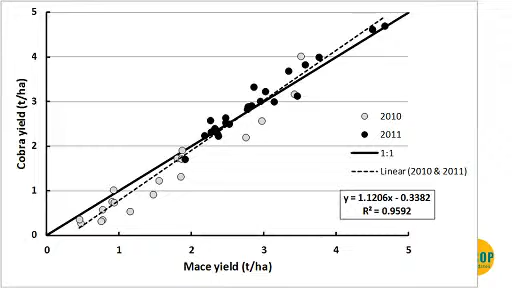 5
4
3
2
1
0
0 1 2 3 4 5
Cobra yield (t/ha)
Mace yield (t/ha)
2010
2011
1:1
Linear (2010 & 2011)
y = 1.1206x - 0.3382
R² = 0.9592